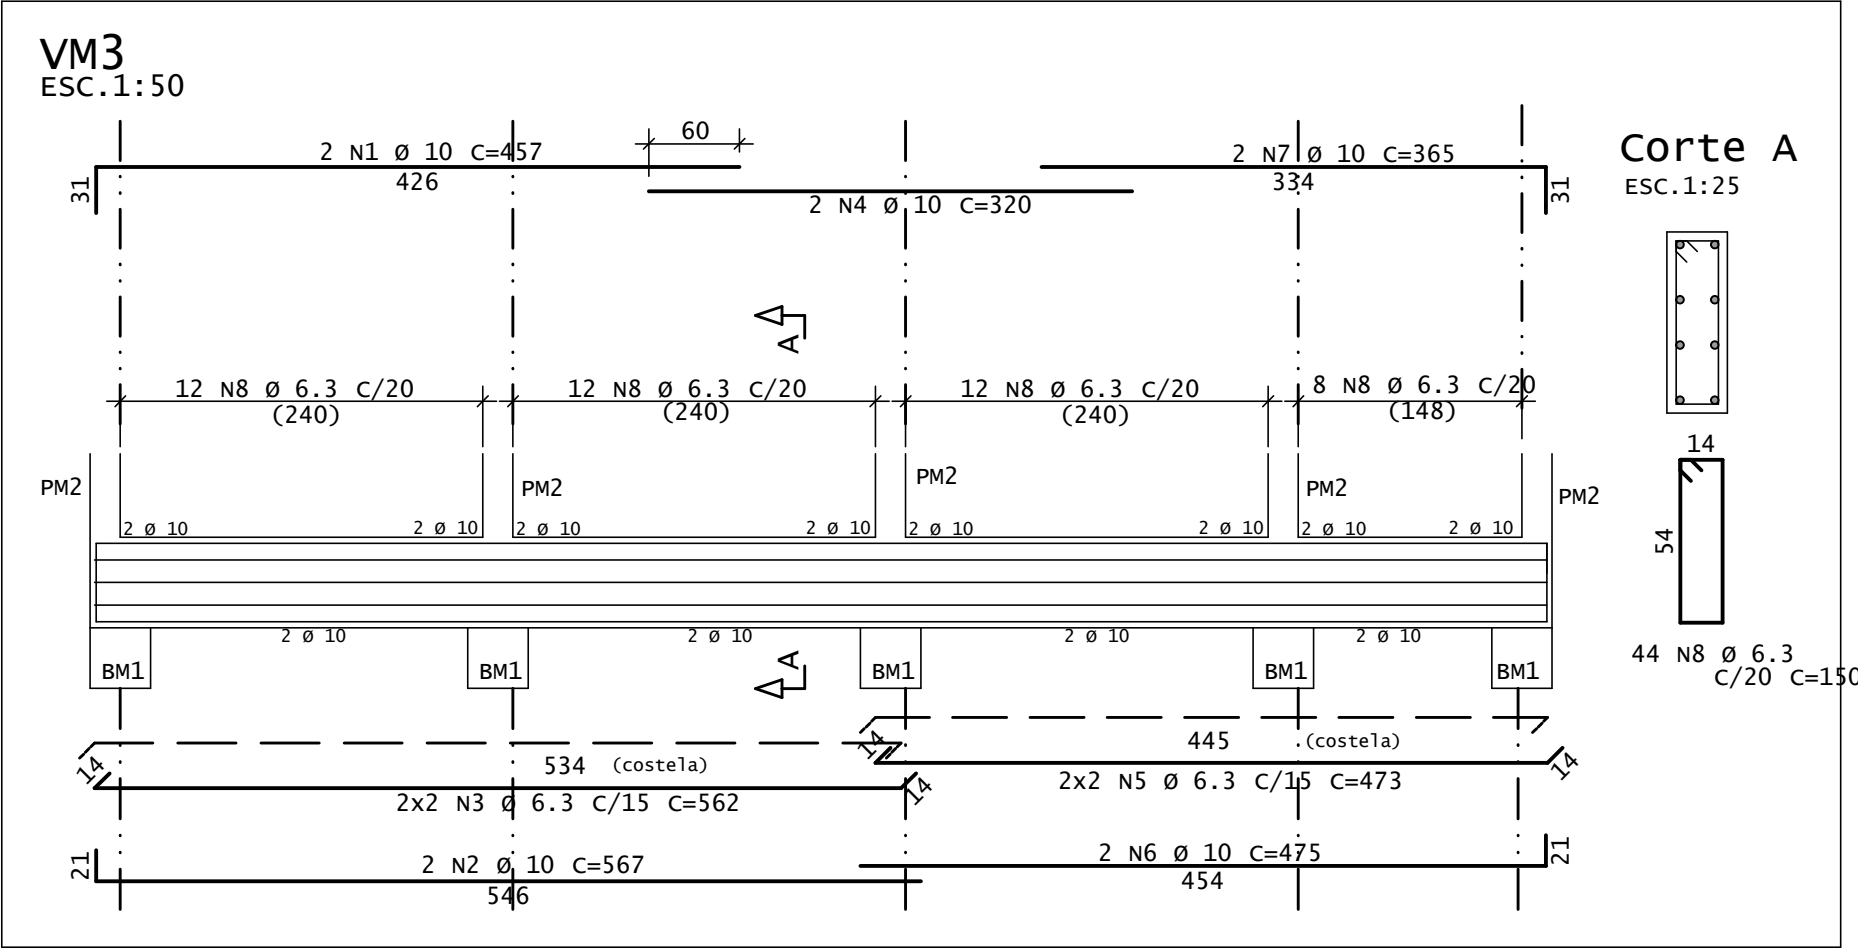 VM3
ESC.1:50
60
2 N1 Ø 10 C=457
426
31
2 N4 Ø 10 C=320
2 N7 Ø 10 C=365
334
31
Corte A
ESC.1:25
A
12 N8 Ø 6.3 C/20
(240)
12 N8 Ø 6.3 C/20
(240)
12 N8 Ø 6.3 C/20
(240)
8 N8 Ø 6.3 C/20
(148)
PM2
PM2
PM2
PM2
PM2
2 Ø 10
2 Ø 10
2 Ø 10
2 Ø 10
2 Ø 10
2 Ø 10
2 Ø 10
2 Ø 10
14
54
44 N8 Ø 6.3
C/20 C=150
2 Ø 10
2 Ø 10
2 Ø 10
2 Ø 10
BM1
BM1
BM1
BM1
BM1
A
14
534 (costela)
2x2 N3 Ø 6.3 C/15 C=562
14
14
445 (costela)
2x2 N5 Ø 6.3 C/15 C=473
14
21
2 N2 Ø 10 C=567
546
2 N6 Ø 10 C=475
454
21